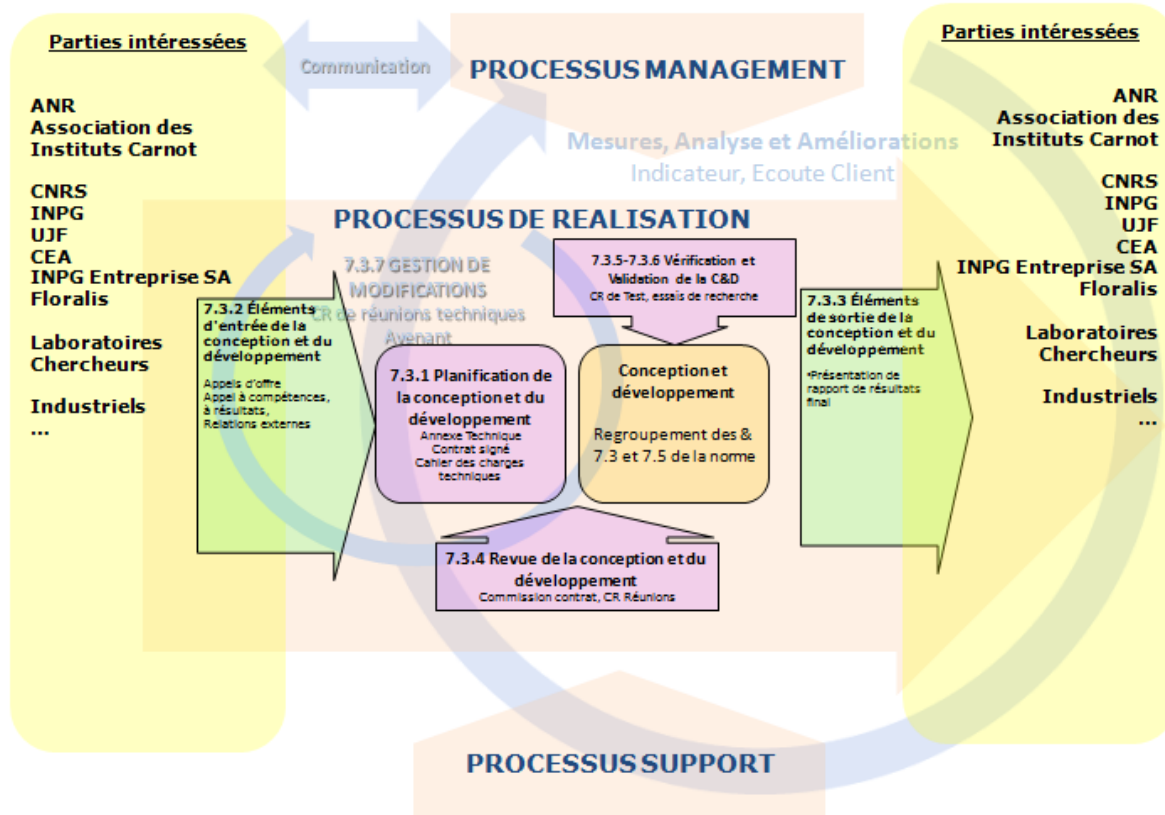 Parties intéressées
ANR
Association des
Instituts Carnot
CNRS
INPG
UJF
CEA
INPG Entreprise SA
Floralis
Laboratoires
Chercheurs
Industriels
...
Communication
PROCESSUS MANAGEMENT
Mesures, Analyse et Améliorations
Indicateur, Ecoute Client
PROCESSUS DE REALISATION
7.3.7 GESTION DE
MODIFICATIONS
CR de réunions techniques
Avenant
7.3.2 Éléments
d'entrée de la
conception et du
développement
Appels d'offre
Appel à compétences,
à résultats,
Relations externes
7.3.1 Planification de
la conception et du
développement
Annexe Technique
Contrat signé
Cahier des charges
techniques
7.3.5-7.3.6 Vérification et
Validation de la C&D
CR de Test, essais de recherche
Conception et
développement
Regroupement des &
7.3 et 7.5 de la norme
7.3.4 Revue de la conception et du
développement
Commission contrat, CR Réunions
7.3.3 Éléments
de sortie de la
conception et du
développement
•Présentation de
rapport de résultats
final
PROCESSUS SUPPORT
Parties intéressées
ANR
Association des
Instituts Carnot
CNRS
INPG
UJF
CEA
INPG Entreprise SA
Floralis
Laboratoires
Chercheurs
Industriels
...